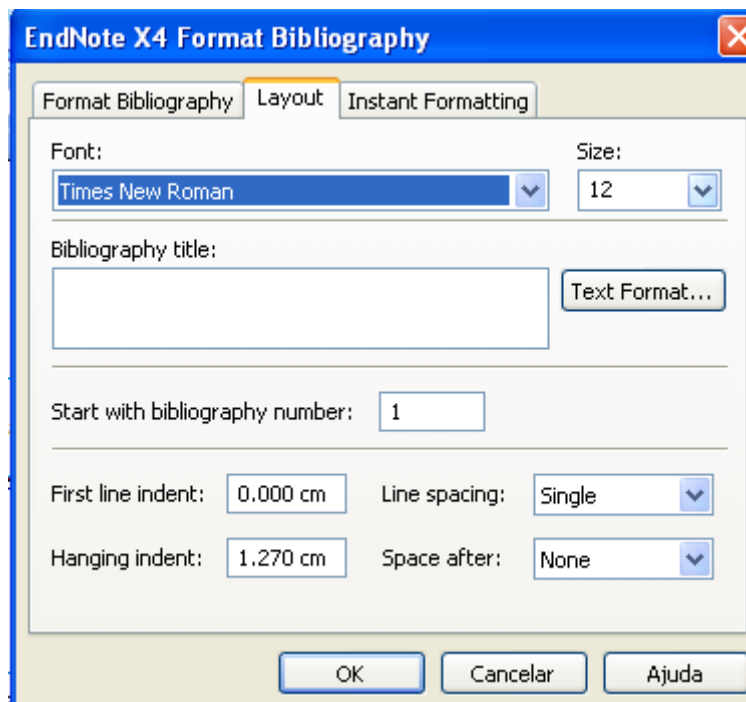 EndNote X4 Format Bibliography
Format Bibliography Layout Instant Formatting
Font: Size:
Times New Roman 12
Bibliography title:
Text Format...
Start with bibliography number: 1
First line indent: 0.000 cm Line spacing: Single
Hanging indent: 1.270 cm Space after: None
OK Cancelar Ajuda